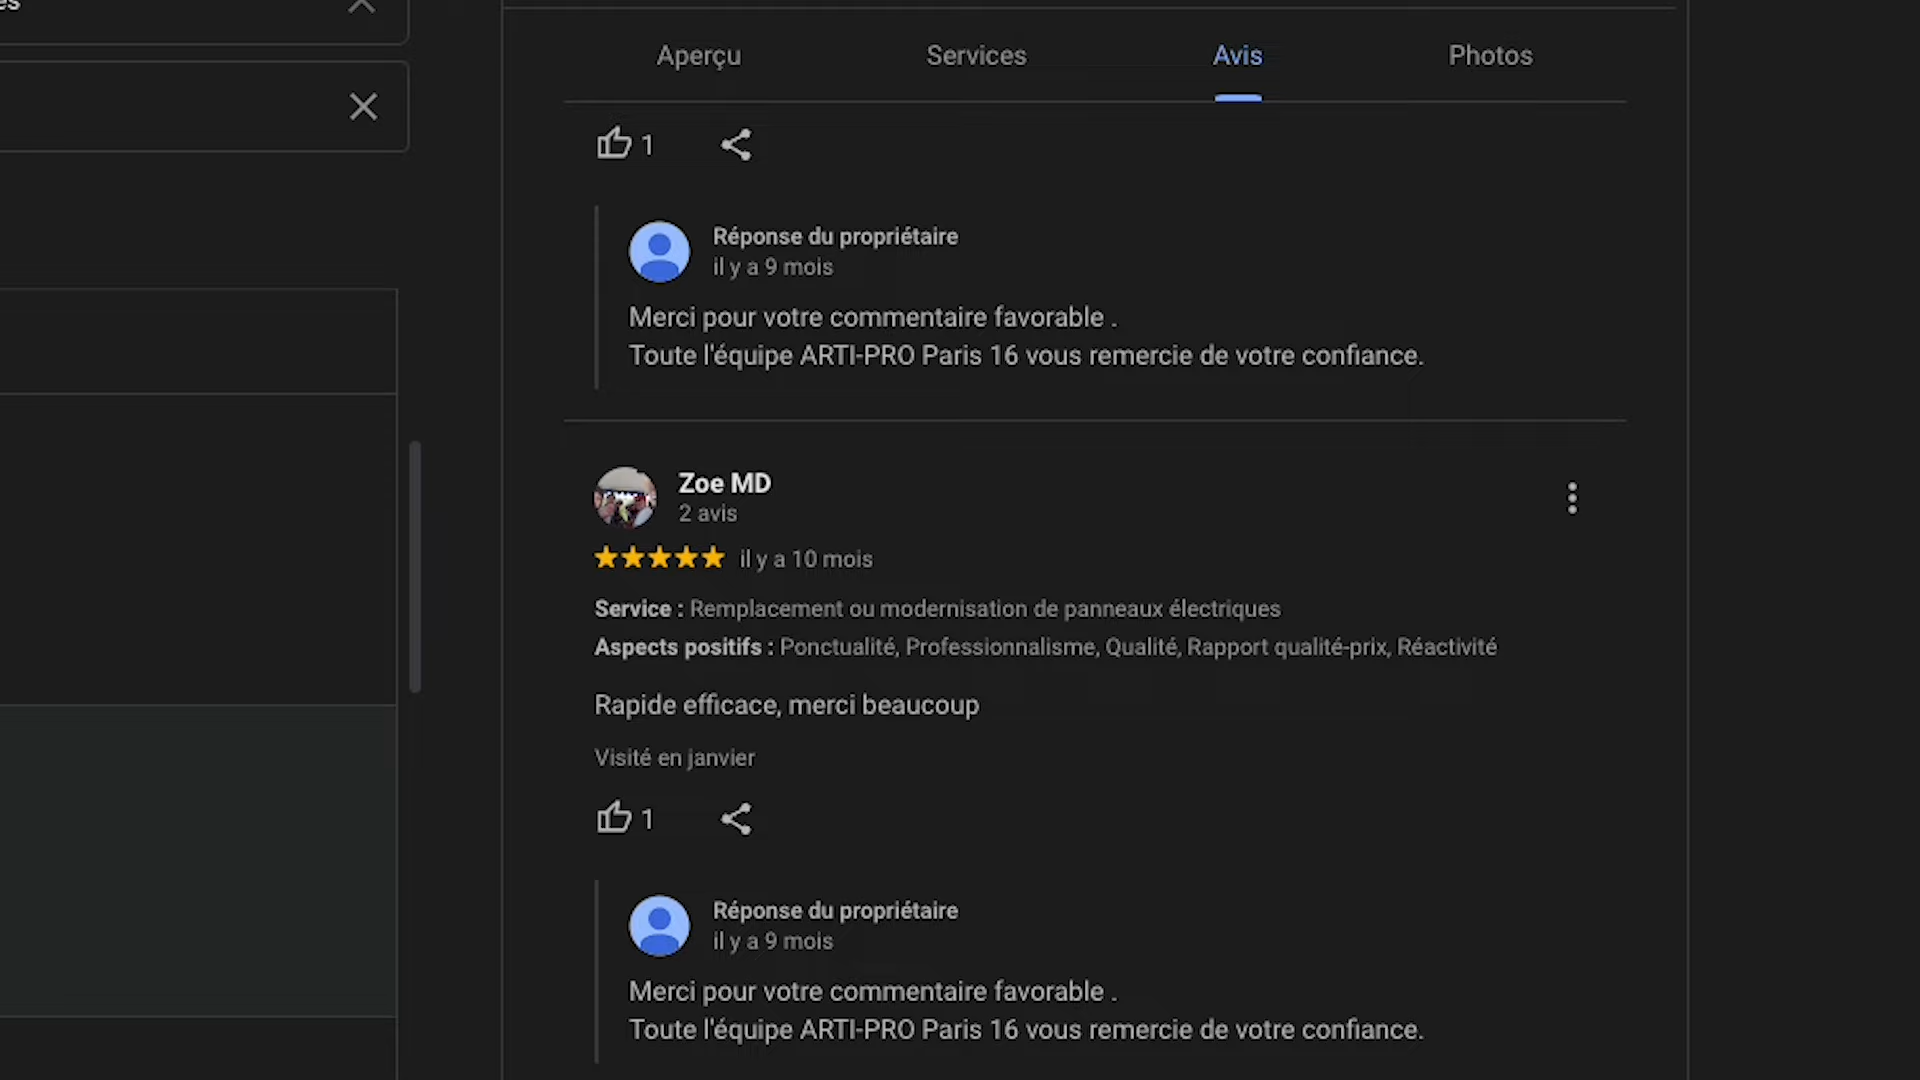 Aperçu
Services
Avis
Photos
1
Réponse du propriétaire
il y a 9 mois
Merci pour votre commentaire favorable .
Toute l'équipe ARTI-PRO Paris 16 vous remercie de votre confiance.
Zoe MD
2 avis
il y a 10 mois
Service : Remplacement ou modernisation de panneaux électriques
Aspects positifs : Ponctualité, Professionnalisme, Qualité, Rapport qualité-prix, Réactivité
Rapide efficace, merci beaucoup
Visité en janvier
1
Réponse du propriétaire
il y a 9 mois
Merci pour votre commentaire favorable .
Toute l'équipe ARTI-PRO Paris 16 vous remercie de votre confiance.